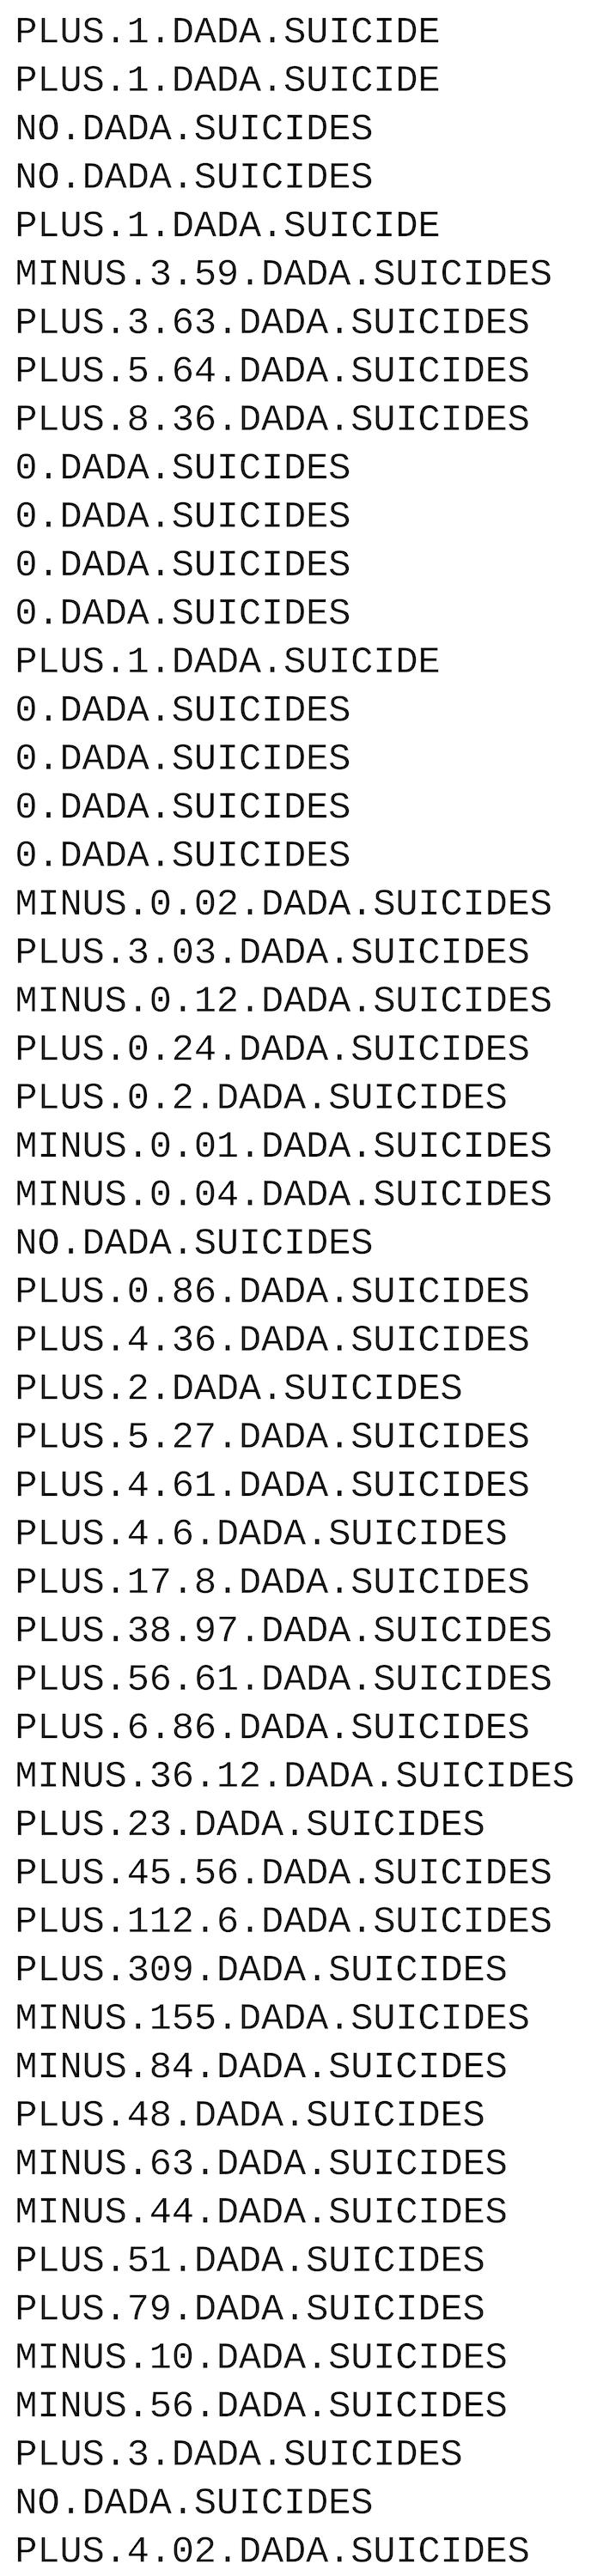 PLUS.1.DADA.SUICIDE
PLUS.1.DADA.SUICIDE
NO.DADA.SUICIDES
NO.DADA.SUICIDES
PLUS.1.DADA.SUICIDE
MINUS.3.59.DADA.SUICIDES
PLUS.3.63.DADA.SUICIDES
PLUS.5.64.DADA.SUICIDES
PLUS.8.36.DADA.SUICIDES
0.DADA.SUICIDES
0.DADA.SUICIDES
0.DADA.SUICIDES
0.DADA.SUICIDES
PLUS.1.DADA.SUICIDE
0.DADA.SUICIDES
0.DADA.SUICIDES
0.DADA.SUICIDES
0.DADA.SUICIDES
MINUS.0.02.DADA.SUICIDES
PLUS.3.03.DADA.SUICIDES
MINUS.0.12.DADA.SUICIDES
PLUS.0.24.DADA.SUICIDES
PLUS.0.2.DADA.SUICIDES
MINUS.0.01.DADA.SUICIDES
MINUS.0.04.DADA.SUICIDES
NO.DADA.SUICIDES
PLUS.0.86.DADA.SUICIDES
PLUS.4.36.DADA.SUICIDES
PLUS.2.DADA.SUICIDES
PLUS.5.27.DADA.SUICIDES
PLUS.4.61.DADA.SUICIDES
PLUS.4.6.DADA.SUICIDES
PLUS.17.8.DADA.SUICIDES
PLUS.38.97.DADA.SUICIDES
PLUS.56.61.DADA.SUICIDES
PLUS.6.86.DADA.SUICIDES
MINUS.36.12.DADA.SUICIDES
PLUS.23.DADA.SUICIDES
PLUS.45.56.DADA.SUICIDES
PLUS.112.6.DADA.SUICIDES
PLUS.309.DADA.SUICIDES
MINUS.155.DADA.SUICIDES
MINUS.84.DADA.SUICIDES
PLUS.48.DADA.SUICIDES
MINUS.63.DADA.SUICIDES
MINUS.44.DADA.SUICIDES
PLUS.51.DADA.SUICIDES
PLUS.79.DADA.SUICIDES
MINUS.10.DADA.SUICIDES
MINUS.56.DADA.SUICIDES
PLUS.3.DADA.SUICIDES
NO.DADA.SUICIDES
PLUS.4.02.DADA.SUICIDES